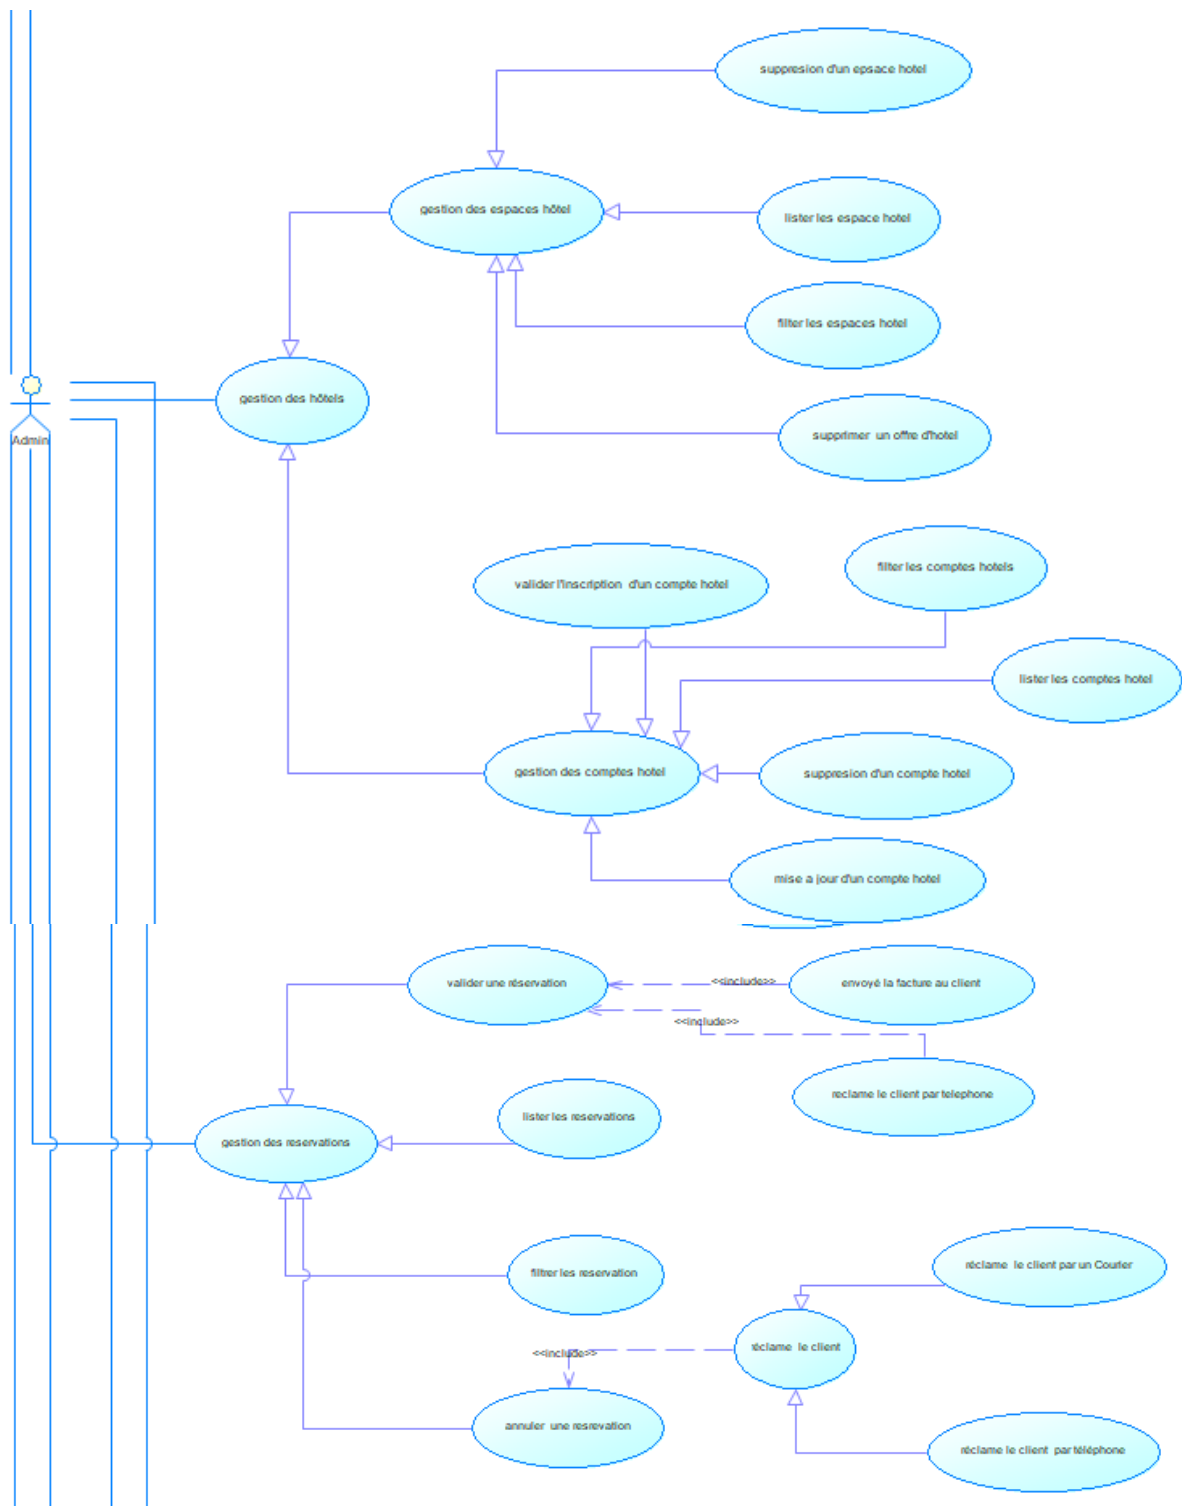 suppresion d'un epsace hotel
gestion des espaces hôtel
lister les espace hotel
filter les espaces hotel
gestion des hôtels
supprimer un offre d'hotel
Admin
filter les comptes hotels
valider l'inscription d'un compte hotel
lister les comptes hotel
gestion des comptes hotel
suppresion d'un compte hotel
mise a jour d'un compte hotel
valider une réservation
<<include>>
envoyé la facture au client
<<include>>
reclame le client par telephone
lister les reservations
gestion des reservations
filtrer les reservation
réclame le client par un Courier
réclame le client
<<include>>
annuler une resrevation
réclame le client par téléphone